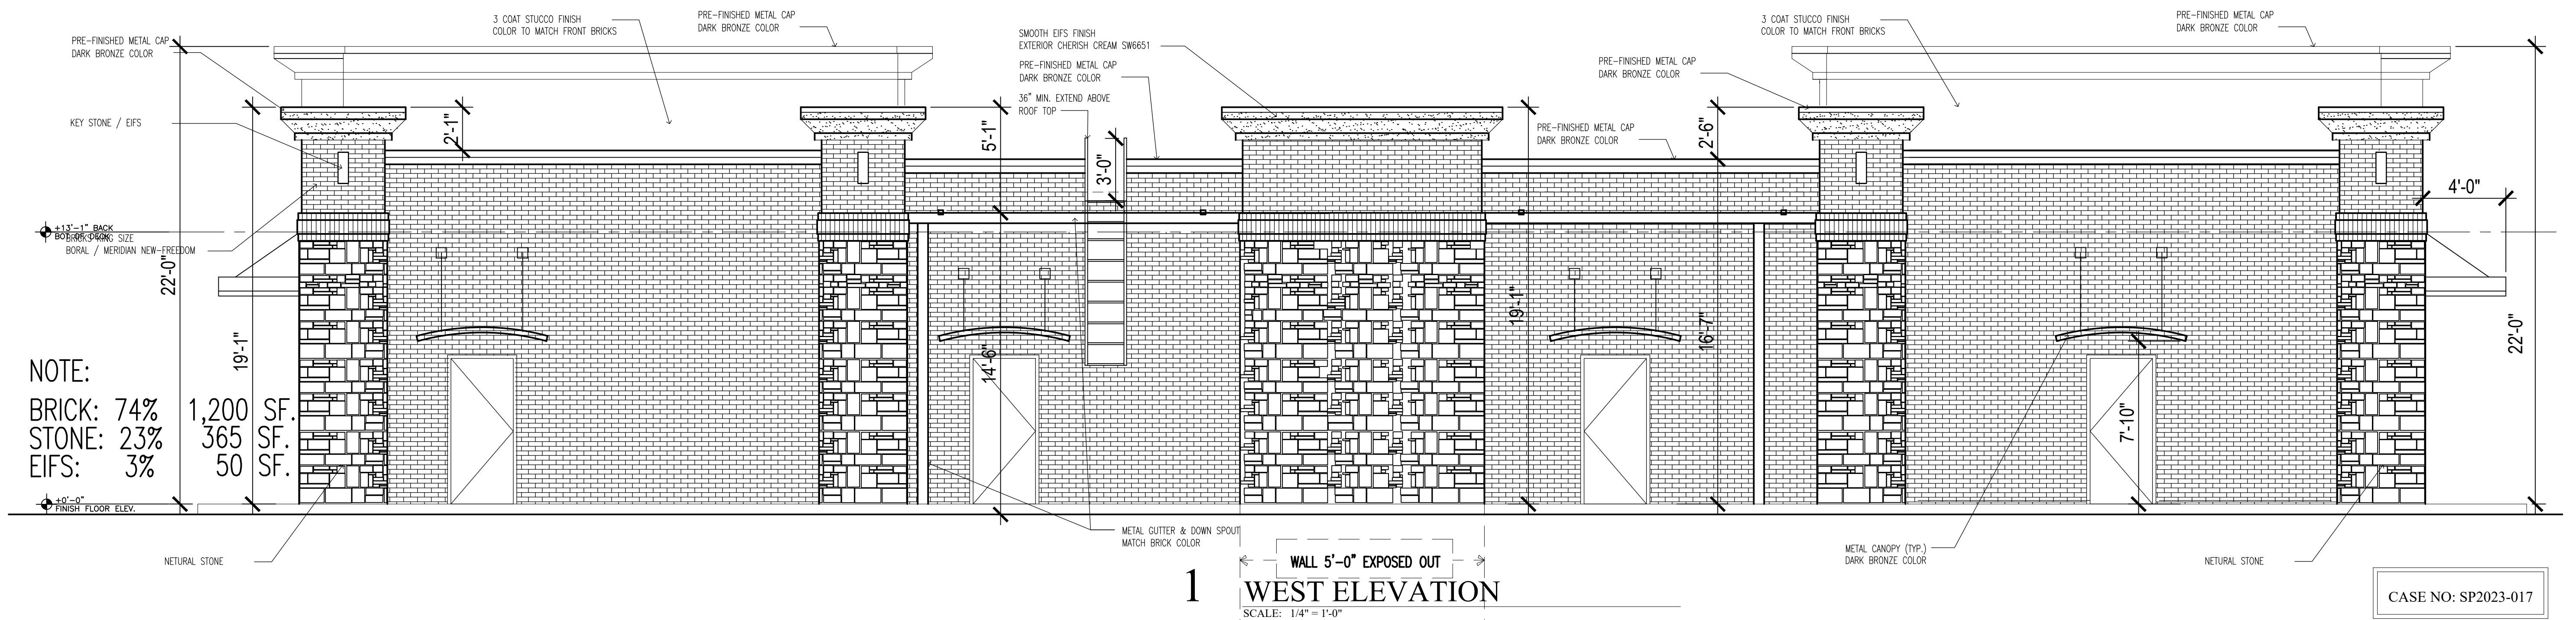 3 COAT STUCCO FINISH
COLOR TO MATCH FRONT BRICKS
PRE-FINISHED METAL CAP
DARK BRONZE COLOR
PRE-FINISHED METAL CAP
DARK BRONZE COLOR
SMOOTH EIFS FINISH
EXTERIOR CHERISH CREAM SW6651
PRE-FINISHED METAL CAP
DARK BRONZE COLOR
36" MIN. EXTEND ABOVE
ROOF TOP
3 COAT STUCCO FINISH
COLOR TO MATCH FRONT BRICKS
PRE-FINISHED METAL CAP
DARK BRONZE COLOR
PRE-FINISHED METAL CAP
DARK BRONZE COLOR
PRE-FINISHED METAL CAP
DARK BRONZE COLOR
KEY STONE / EIFS
2'-1"
5'-1"
3'-0"
2'-6"
4'-0"
+13'-1" BACK
BOT OF DECK
BRICKS KING SIZE
BORAL / MERIDIAN NEW-FREEDOM
22'-0"
19'-1"
14'-6"
19'-1"
16'-7"
7'-10"
22'-0"
NOTE:
BRICK: 74% 1,200 SF.
STONE: 23% 365 SF.
EIFS: 3% 50 SF.
+0'-0"
FINISH FLOOR ELEV.
NETURAL STONE
METAL GUTTER & DOWN SPOUT
MATCH BRICK COLOR
METAL CANOPY (TYP.)
DARK BRONZE COLOR
NETURAL STONE
WALL 5'-0" EXPOSED OUT
1 WEST ELEVATION
SCALE: 1/4" = 1'-0"
CASE NO: SP2023-017